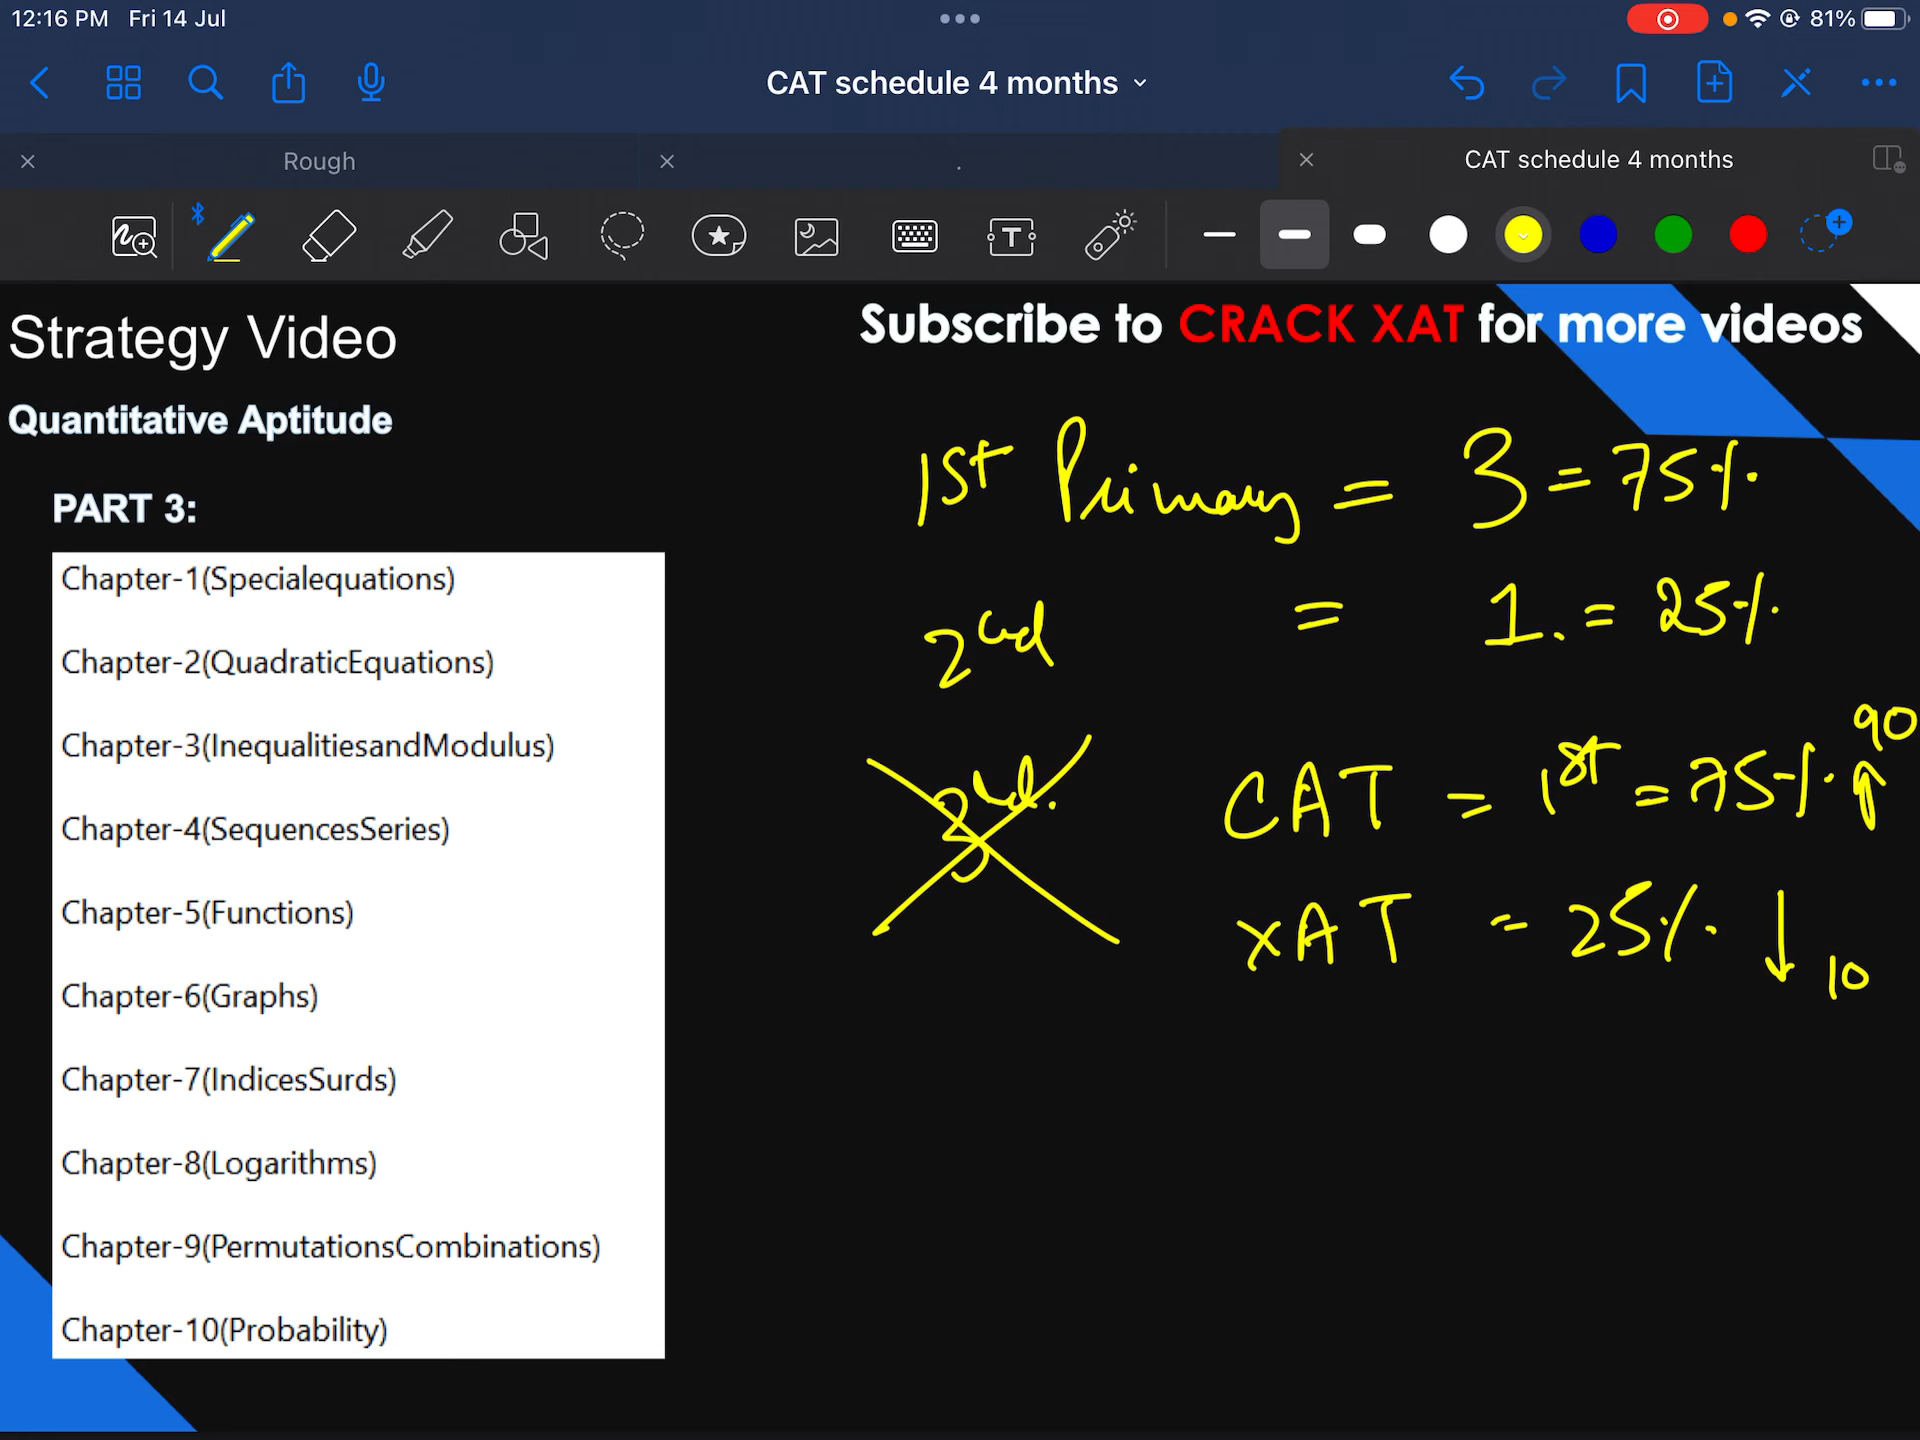 12:16 PM Fri 14 Jul
81%
CAT schedule 4 months
Rough
.
CAT schedule 4 months
T
Strategy Video
Subscribe to CRACK XAT for more videos
Quantitative Aptitude
1st Primary = 3 = 75%
PART 3:
Chapter-1(Specialequations)
Chapter-2(QuadraticEquations)
Chapter-3(InequalitiesandModulus)
Chapter-4(SequencesSeries)
Chapter-5(Functions)
Chapter-6(Graphs)
Chapter-7(IndicesSurds)
Chapter-8(Logarithms)
Chapter-9(PermutationsCombinations)
Chapter-10(Probability)
2nd = 1. = 25%
3rd.
CAT = 1st = 75% 90
XAT = 25% 10